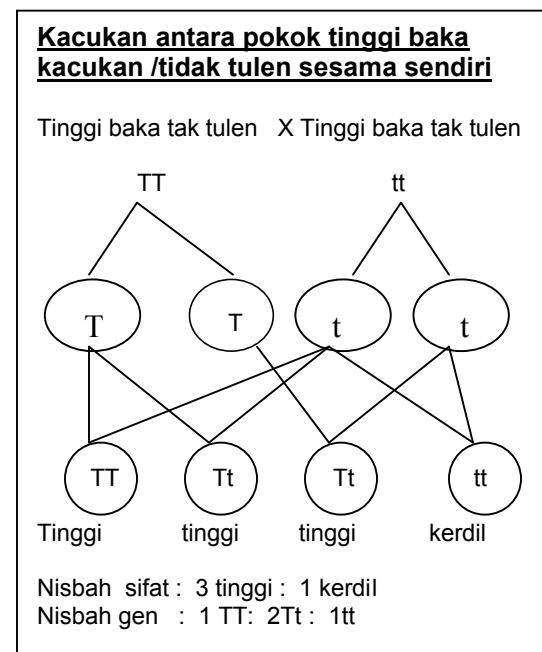 Kacukan antara pokok tinggi baka
kacukan /tidak tulen sesama sendiri
Tinggi baka tak tulen X Tinggi baka tak tulen
TT tt
T T t t
TT Tt Tt tt
Tinggi tinggi tinggi kerdil
Nisbah sifat : 3 tinggi : 1 kerdil
Nisbah gen : 1 TT: 2Tt : 1tt